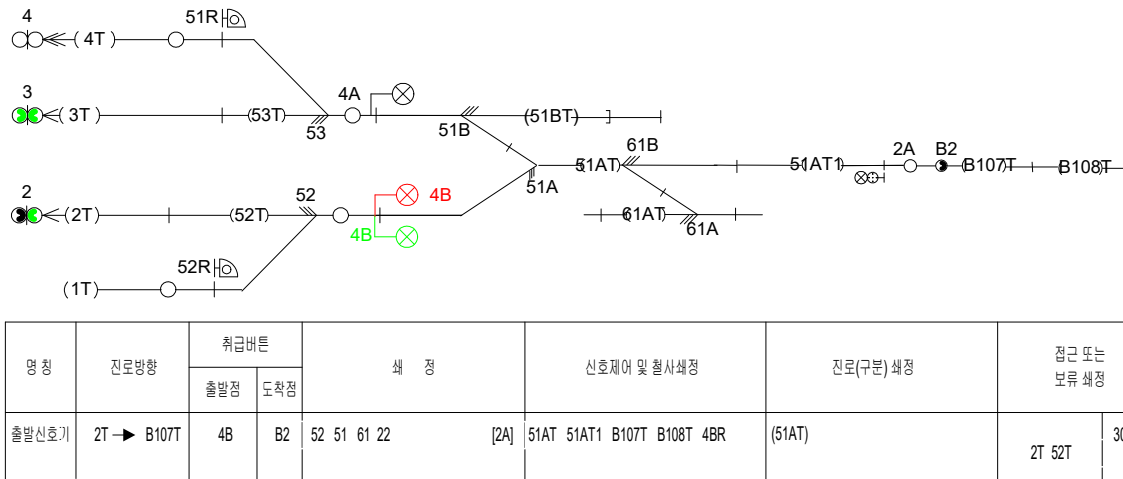 4
51R
(4T)
3
4A
(3T)
(53T)
53
51B
(51BT)
61B
2A B2
51AT)
51AT1
(B107T
(B108T
51A
2
52
4B
(2T)
(52T)
4B
61AT)
61A
52R
(1T)
명 칭
진로방향
취급버튼
출발점
도착점
쇄 정
신호제어 및 철사쇄정
진로(구분) 쇄정
접근 또는
보류 쇄정
출발신호기
2T → B107T
4B
B2
52 51 61 22 [2A]
51AT 51AT1 B107T B108T 4BR
(51AT)
2T 52T
30